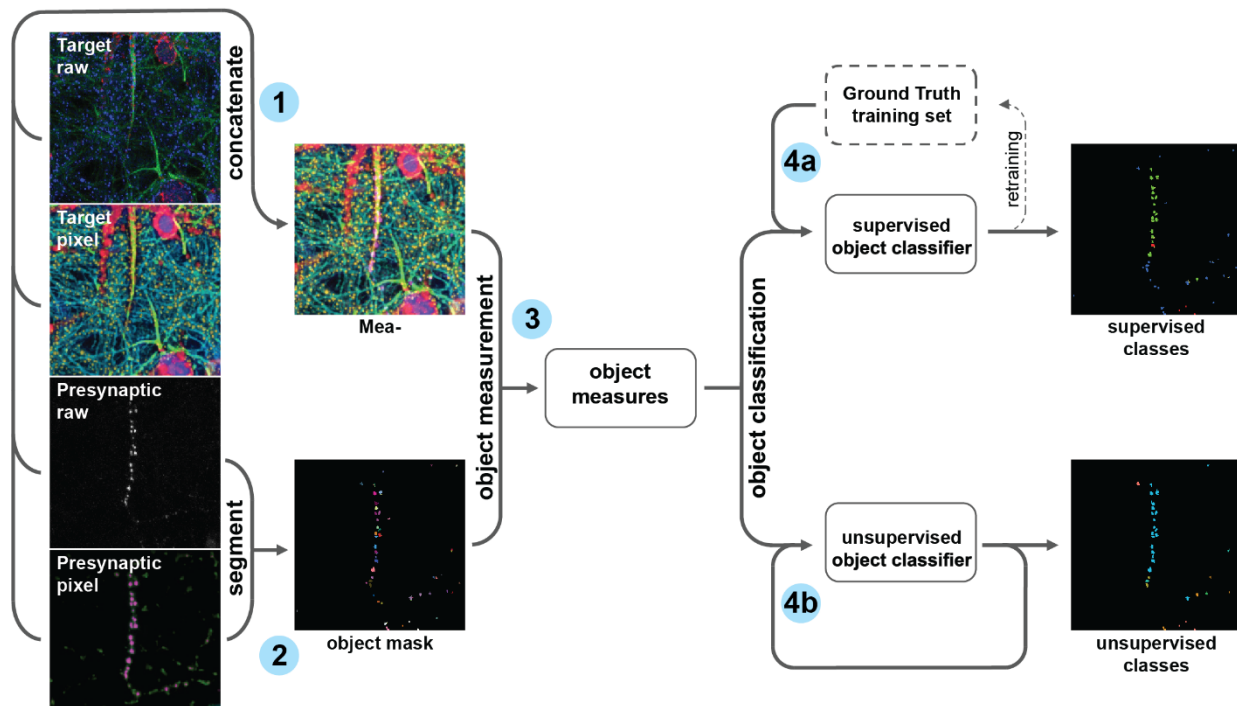 Target
raw
Target
pixel
Presynaptic
raw
Presynaptic
pixel
concatenate
1
segment
2
Mea-
object mask
object measurement
3
object
measures
object classification
4a
Ground Truth
training set
retraining
supervised
object classifier
supervised
classes
4b
unsupervised
object classifier
unsupervised
classes